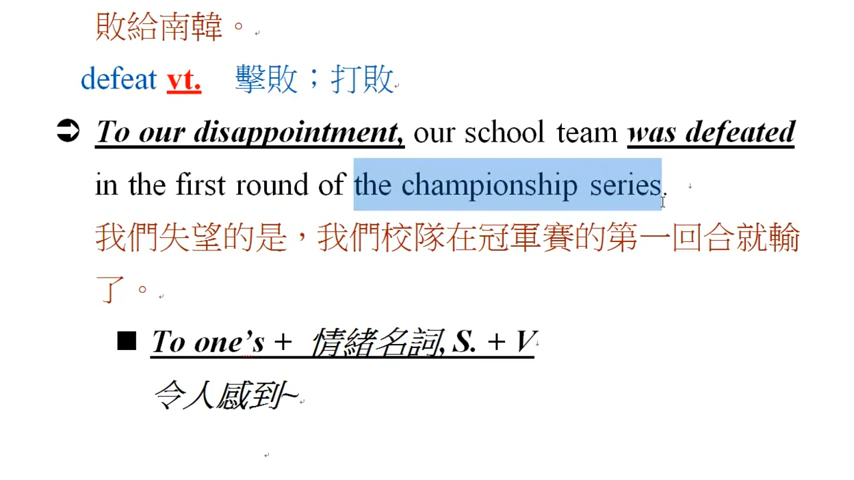 敗給南韓。
defeat vt. 擊敗；打敗
➲ To our disappointment, our school team was defeated
in the first round of the championship series.
我們失望的是，我們校隊在冠軍賽的第一回合就輸
了。
■ To one’s + 情緒名詞, S. + V
令人感到~